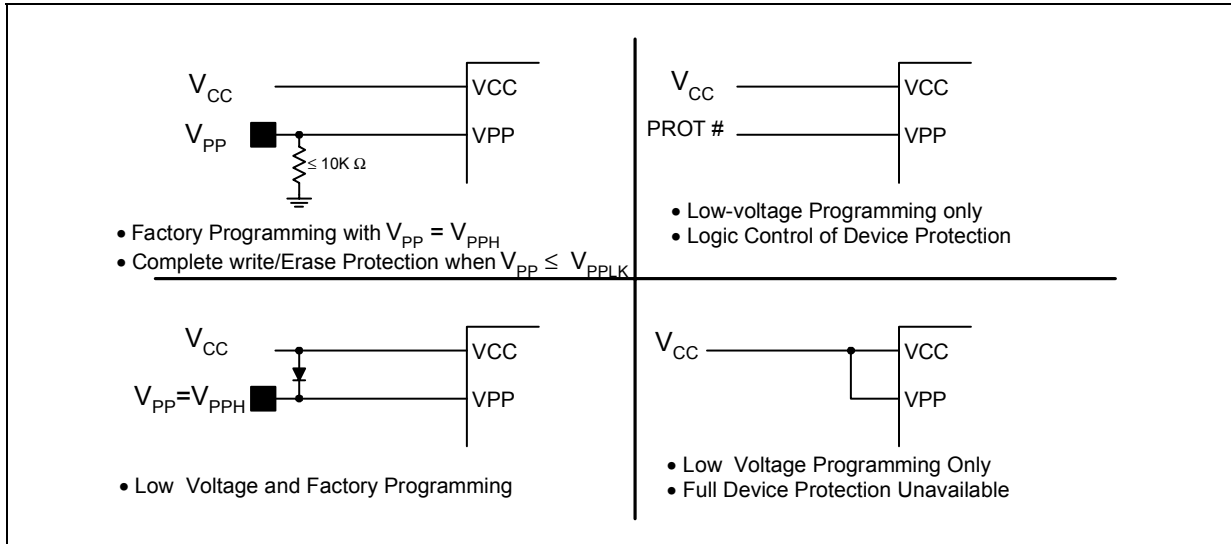 V_CC VCC
V_PP VPP
≤ 10K Ω
• Factory Programming with V_PP = V_PPH
• Complete write/Erase Protection when V_PP ≤ V_PPLK
V_CC VCC
PROT # VPP
• Low-voltage Programming only
• Logic Control of Device Protection
V_CC VCC
V_PP=V_PPH VPP
• Low Voltage and Factory Programming
V_CC VCC
VPP
• Low Voltage Programming Only
• Full Device Protection Unavailable